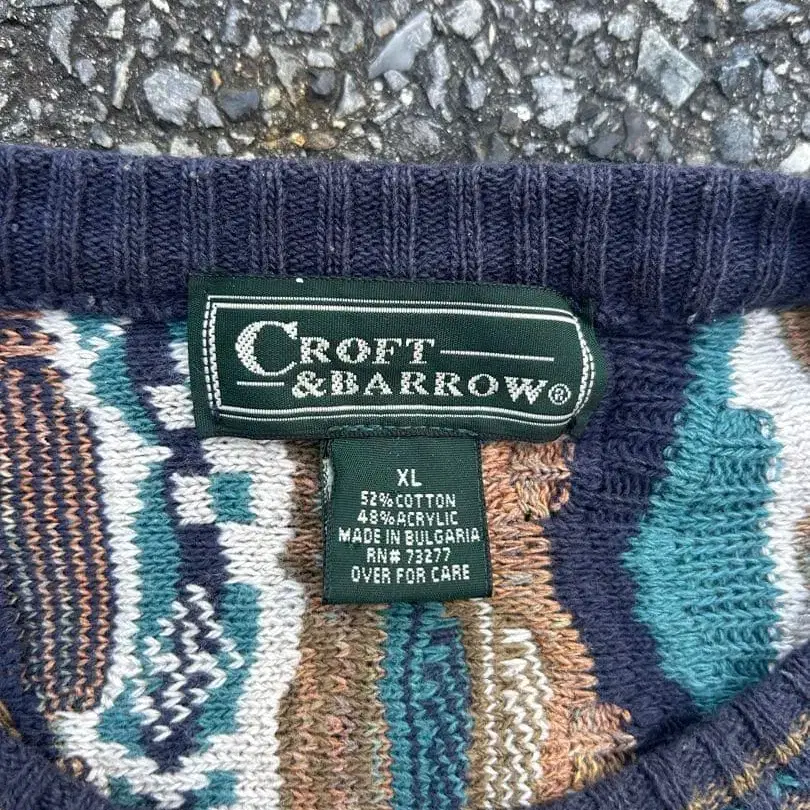 CROFT
&BARROW®
XL
52%COTTON
48%ACRYLIC
MADE IN BULGARIA
RN# 73277
OVER FOR CARE